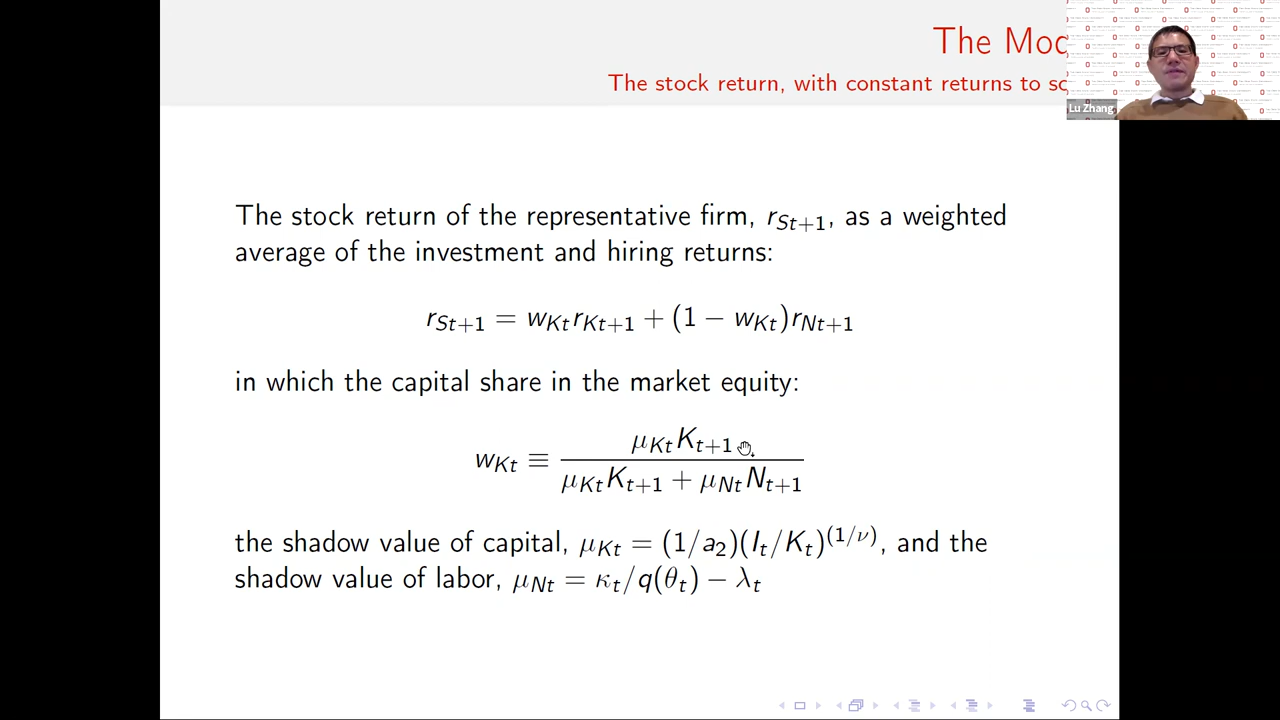 The Mod
The stock return, with constant returns to sc
Lu Zhang
The stock return of the representative firm, r_{St+1}, as a weighted
average of the investment and hiring returns:
r_{St+1} = w_{Kt}r_{Kt+1} + (1 − w_{Kt})r_{Nt+1}
in which the capital share in the market equity:
w_{Kt} ≡ \frac{μ_{Kt}K_{t+1}}{μ_{Kt}K_{t+1} + μ_{Nt}N_{t+1}}
the shadow value of capital, μ_{Kt} = (1/a_2)(I_t/K_t)^{(1/ν)}, and the
shadow value of labor, μ_{Nt} = κ_t/q(θ_t) − λ_t